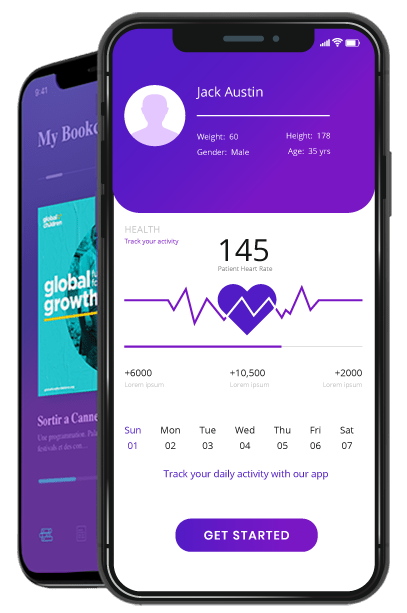 9:41
My Bookc
global
children
global
growth
Sortir a Canne
Une programmation. Pala
festivals et des con...
Jack Austin
Weight: 60
Height: 178
Gender: Male
Age: 35 yrs
HEALTH
Track your activity
145
Patient Heart Rate
+6000
+10,500
+2000
Lorem ipsum
Lorem ipsum
Lorem ipsum
Sun Mon Tue Wed Thu Fri Sat
01 02 03 04 05 06 07
Track your daily activity with our app
GET STARTED